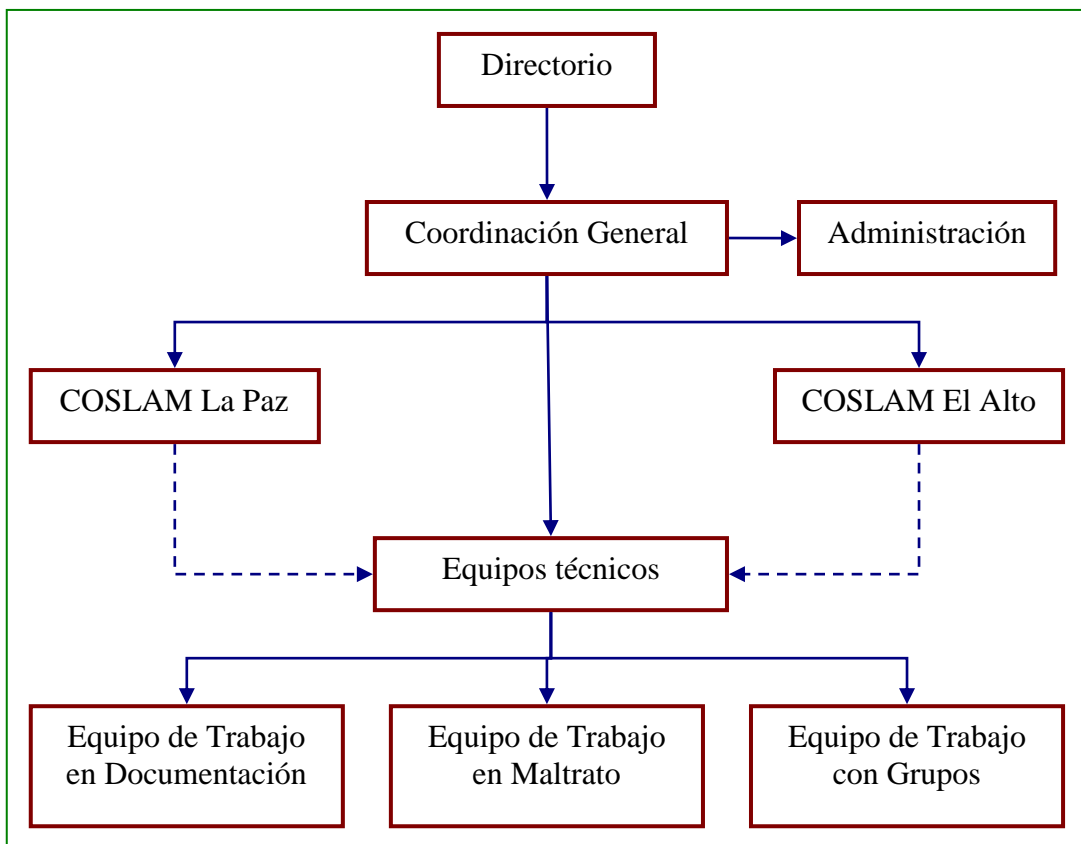 Directorio
Coordinación General
Administración
COSLAM La Paz
COSLAM El Alto
Equipos técnicos
Equipo de Trabajo
en Documentación
Equipo de Trabajo
en Maltrato
Equipo de Trabajo
con Grupos